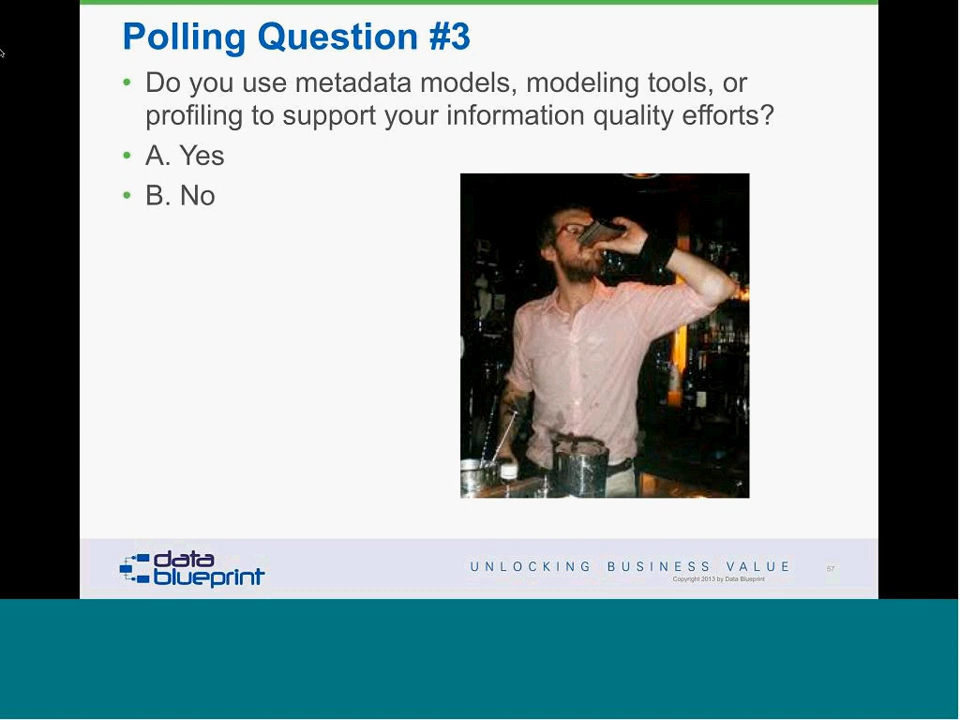 Polling Question #3
• Do you use metadata models, modeling tools, or
profiling to support your information quality efforts?
• A. Yes
• B. No
data
blueprint
UNLOCKING BUSINESS VALUE
57
Copyright 2013 by Data Blueprint